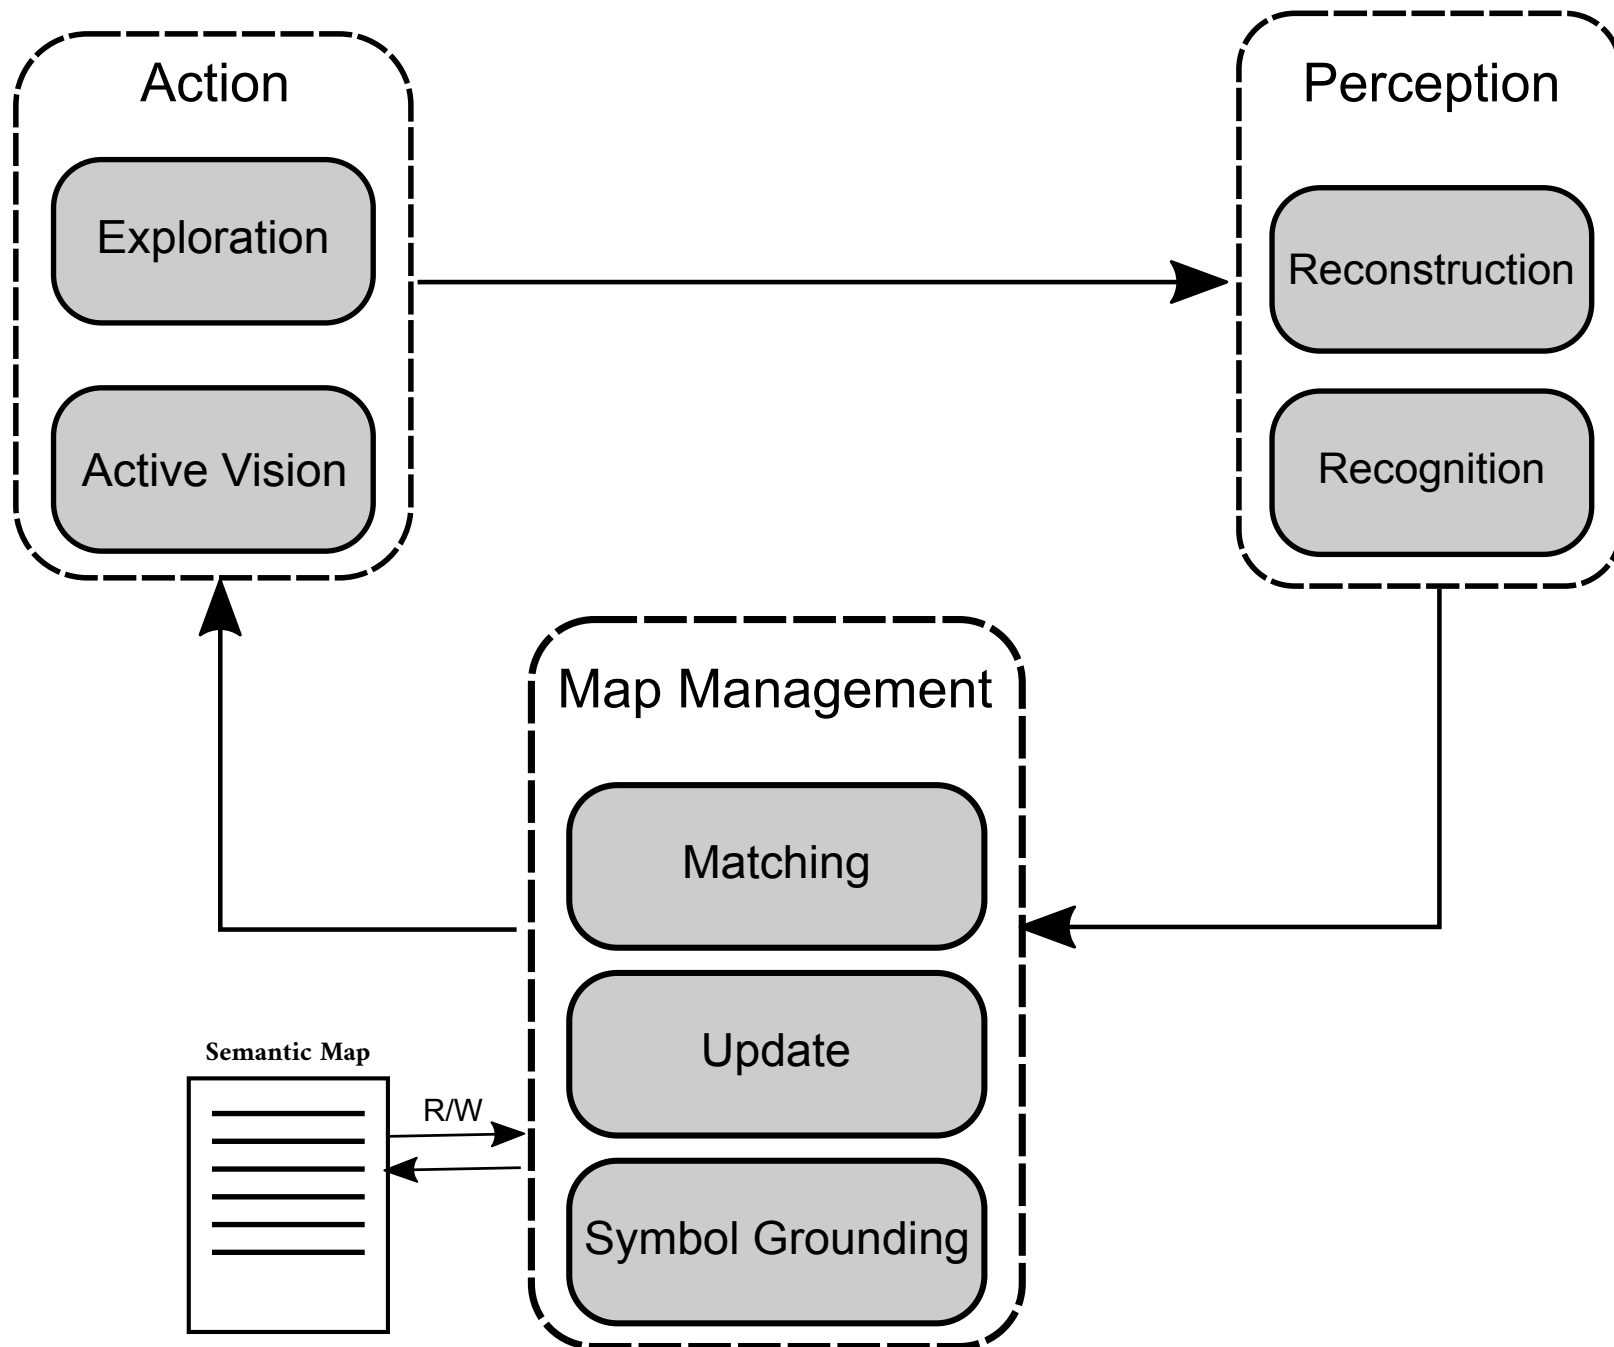 Action
Exploration
Active Vision
Perception
Reconstruction
Recognition
Map Management
Matching
Update
Symbol Grounding
Semantic Map
R/W